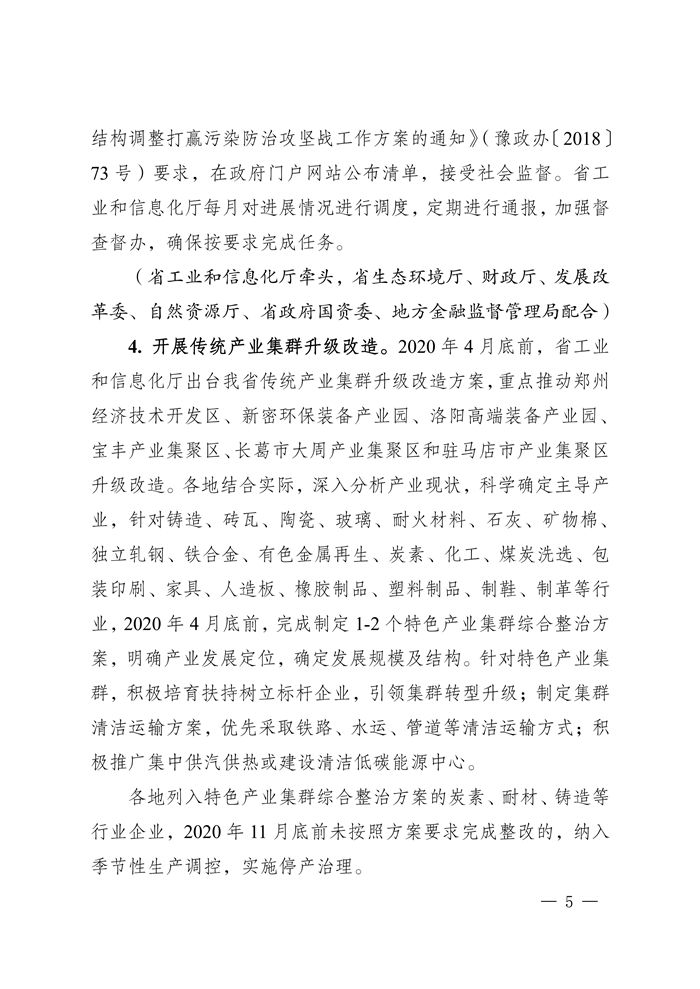 结构调整打赢污染防治攻坚战工作方案的通知》（豫政办〔2018〕
73 号）要求，在政府门户网站公布清单，接受社会监督。省工
业和信息化厅每月对进展情况进行调度，定期进行通报，加强督
查督办，确保按要求完成任务。
（省工业和信息化厅牵头，省生态环境厅、财政厅、发展改
革委、自然资源厅、省政府国资委、地方金融监督管理局配合）
4. 开展传统产业集群升级改造。2020 年 4 月底前，省工业
和信息化厅出台我省传统产业集群升级改造方案，重点推动郑州
经济技术开发区、新密环保装备产业园、洛阳高端装备产业园、
宝丰产业集聚区、长葛市大周产业集聚区和驻马店市产业集聚区
升级改造。各地结合实际，深入分析产业现状，科学确定主导产
业，针对铸造、砖瓦、陶瓷、玻璃、耐火材料、石灰、矿物棉、
独立轧钢、铁合金、有色金属再生、炭素、化工、煤炭洗选、包
装印刷、家具、人造板、橡胶制品、塑料制品、制鞋、制革等行
业，2020 年 4 月底前，完成制定 1-2 个特色产业集群综合整治方
案，明确产业发展定位，确定发展规模及结构。针对特色产业集
群，积极培育扶持树立标杆企业，引领集群转型升级；制定集群
清洁运输方案，优先采取铁路、水运、管道等清洁运输方式；积
极推广集中供汽供热或建设清洁低碳能源中心。
各地列入特色产业集群综合整治方案的炭素、耐材、铸造等
行业企业，2020 年 11 月底前未按照方案要求完成整改的，纳入
季节性生产调控，实施停产治理。
— 5 —